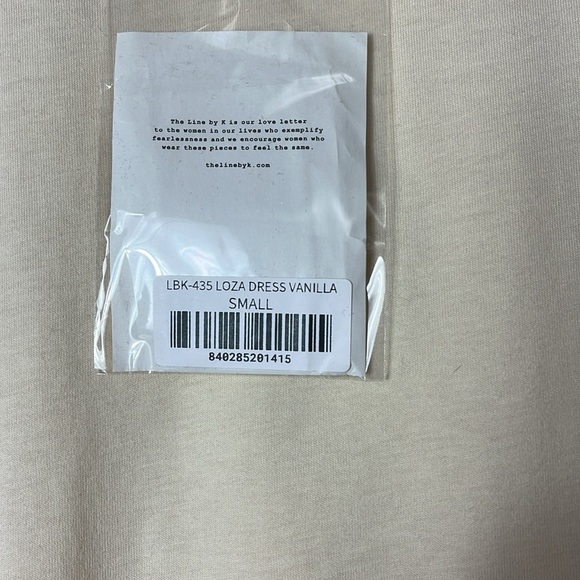 The Line by K is our love letter
to the women in our lives who exemplify
fearlessness and we encourage women who
wear these pieces to feel the same.
thelinebyk.com
LBK-435 LOZA DRESS VANILLA
SMALL
840285201415